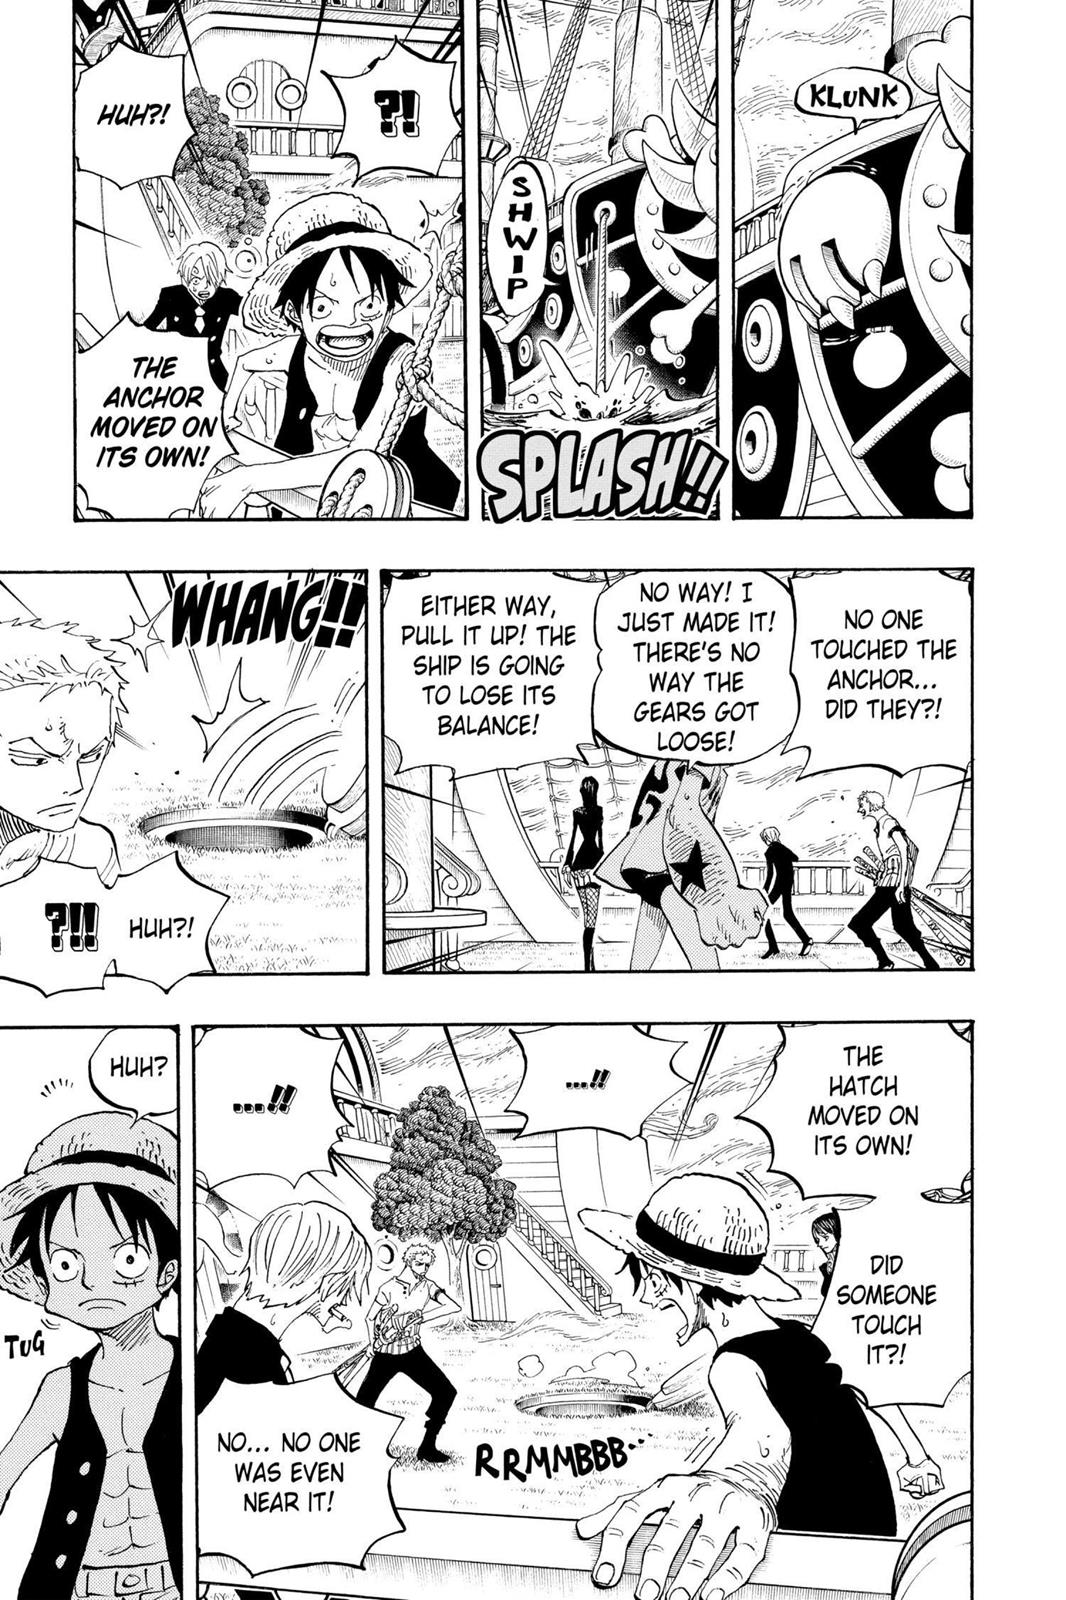 KLUNK
SHWIP
SPLASH!!
?!
HUH?!
THE
ANCHOR
MOVED ON
ITS OWN!
NO ONE
TOUCHED THE
ANCHOR...
DID THEY?!
NO WAY! I
JUST MADE IT!
THERE'S NO
WAY THE
GEARS GOT
LOOSE!
EITHER WAY,
PULL IT UP! THE
SHIP IS GOING
TO LOSE ITS
BALANCE!
WHANG!!
HUH?!
?!!
THE
HATCH
MOVED ON
ITS OWN!
DID
SOMEONE
TOUCH
IT?!
...!!
...!!
RRMMBBB...
NO... NO ONE
WAS EVEN
NEAR IT!
HUH?
TUG